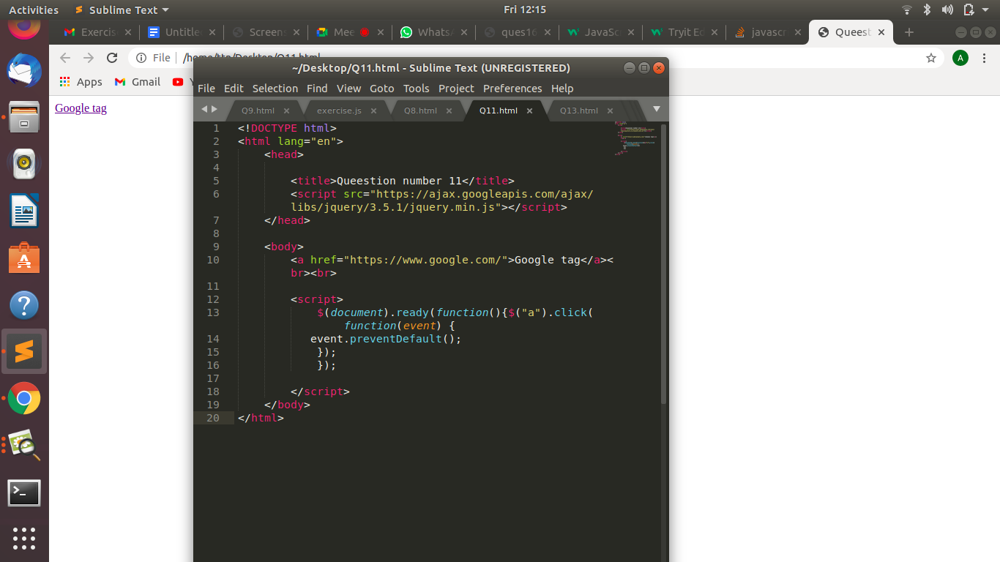 Activities Sublime Text Fri 12:15
Exercis Untitle Screens Mee WhatsA ques16 JavaSc Tryit Ed javascr Queest
File /home/ttn/Desktop/Q11.html A
Apps Gmail
Google tag
~/Desktop/Q11.html - Sublime Text (UNREGISTERED)
File Edit Selection Find View Goto Tools Project Preferences Help
Q9.html exercise.js Q8.html Q11.html Q13.html
1 <!DOCTYPE html>
2 <html lang="en">
3 <head>
4
5 <title>Queestion number 11</title>
6 <script src="https://ajax.googleapis.com/ajax/
libs/jquery/3.5.1/jquery.min.js"></script>
7 </head>
8
9 <body>
10 <a href="https://www.google.com/">Google tag</a><
br><br>
11
12 <script>
13 $(document).ready(function(){$("a").click(
function(event) {
14 event.preventDefault();
15 });
16 });
17
18 </script>
19 </body>
20 </html>